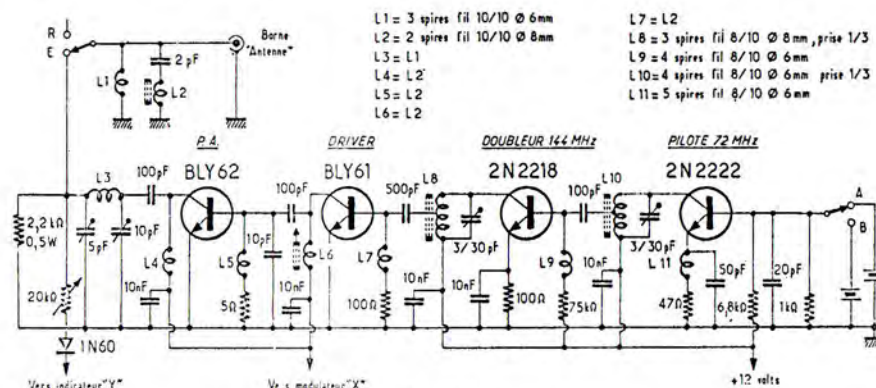 L1 = 3 spires fil 10/10 Ø 6mm
L2 = 2 spires fil 10/10 Ø 8mm
L3 = L1
L4 = L2
L5 = L2
L6 = L2
L7 = L2
L8 = 3 spires fil 8/10 Ø 8mm, prise 1/3
L9 = 4 spires fil 8/10 Ø 6mm
L10 = 4 spires fil 8/10 Ø 6mm prise 1/3
L11 = 5 spires fil 8/10 Ø 6mm
R
E
Borne
"Antenne"
L1
2pF
L2
P.A.
DRIVER
DOUBLEUR 144 MHz
PILOTE 72 MHz
BLY62
BLY61
2N2218
2N2222
L3
100pF
100pF
500pF
L8
100pF
L10
A
B
2,2kΩ
0,5W
5pF
10pF
L4
L5
10pF
L6
L7
3/30pF
L9
3/30pF
L11
50pF
20pF
20kΩ
10nF
5Ω
10nF
100Ω
10nF
10nF
100Ω
75kΩ
10nF
47Ω
6,8kΩ
1kΩ
1N60
Vers indicateur "Y"
Vers modulateur "X"
+12 volts